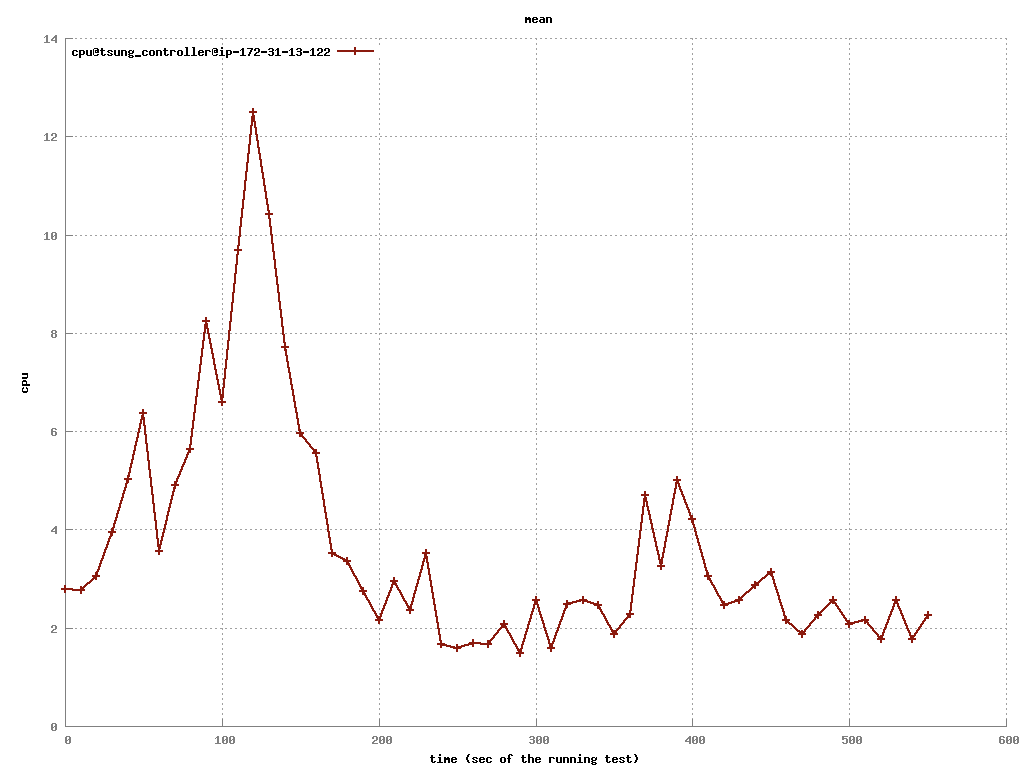 mean
14
cpu@tsung_controller@ip-172-31-13-122
12
10
8
cpu
6
4
2
0
0 100 200 300 400 500 600
time (sec of the running test)